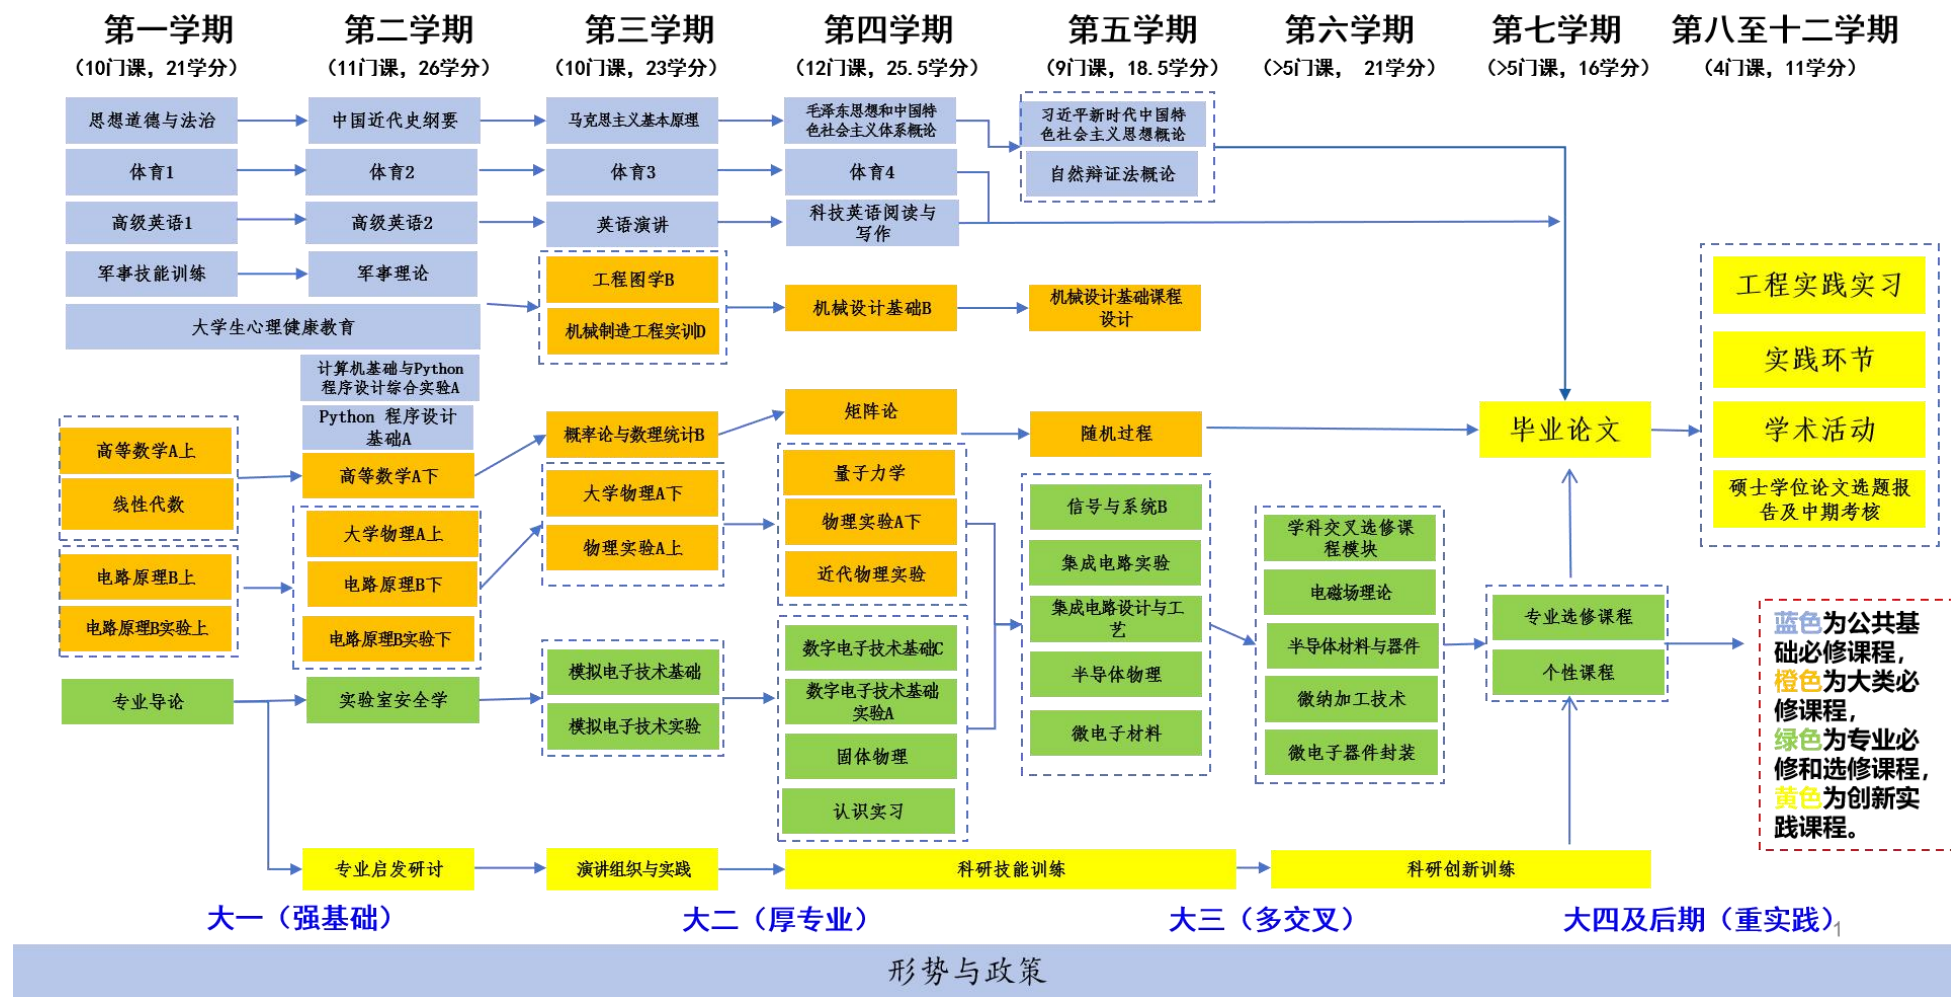 第一学期
第二学期
第三学期
第四学期
第五学期
第六学期
第七学期
第八至十二学期
（10门课，21学分）
（11门课，26学分）
（10门课，23学分）
（12门课，25.5学分）
（9门课，18.5学分）
（>5门课， 21学分）
（>5门课，16学分）
（4门课，11学分）
思想道德与法治
中国近代史纲要
马克思主义基本原理
毛泽东思想和中国特
色社会主义体系概论
习近平新时代中国特
色社会主义思想概论
体育1
体育2
体育3
体育4
自然辩证法概论
高级英语1
高级英语2
英语演讲
科技英语阅读与
写作
军事技能训练
军事理论
大学生心理健康教育
工程图学B
机械制造工程实训D
机械设计基础B
机械设计基础课程
设计
计算机基础与Python
程序设计综合实验A
Python 程序设计
基础A
高等数学A上
线性代数
高等数学A下
概率论与数理统计B
矩阵论
随机过程
毕业论文
工程实践实习
实践环节
学术活动
硕士学位论文选题报
告及中期考核
电路原理B上
电路原理B实验上
大学物理A上
电路原理B下
电路原理B实验下
大学物理A下
物理实验A上
量子力学
物理实验A下
近代物理实验
专业导论
实验室安全学
模拟电子技术基础
模拟电子技术实验
数字电子技术基础C
数字电子技术基础
实验A
固体物理
认识实习
信号与系统B
集成电路实验
集成电路设计与工
艺
半导体物理
微电子材料
学科交叉选修课
程模块
电磁场理论
半导体材料与器件
微纳加工技术
微电子器件封装
专业选修课程
个性课程
蓝色为公共基
础必修课程，
橙色为大类必
修课程，
绿色为专业必
修和选修课程，
黄色为创新实
践课程。
专业启发研讨
演讲组织与实践
科研技能训练
科研创新训练
大一（强基础）
大二（厚专业）
大三（多交叉）
大四及后期（重实践）
1
形势与政策